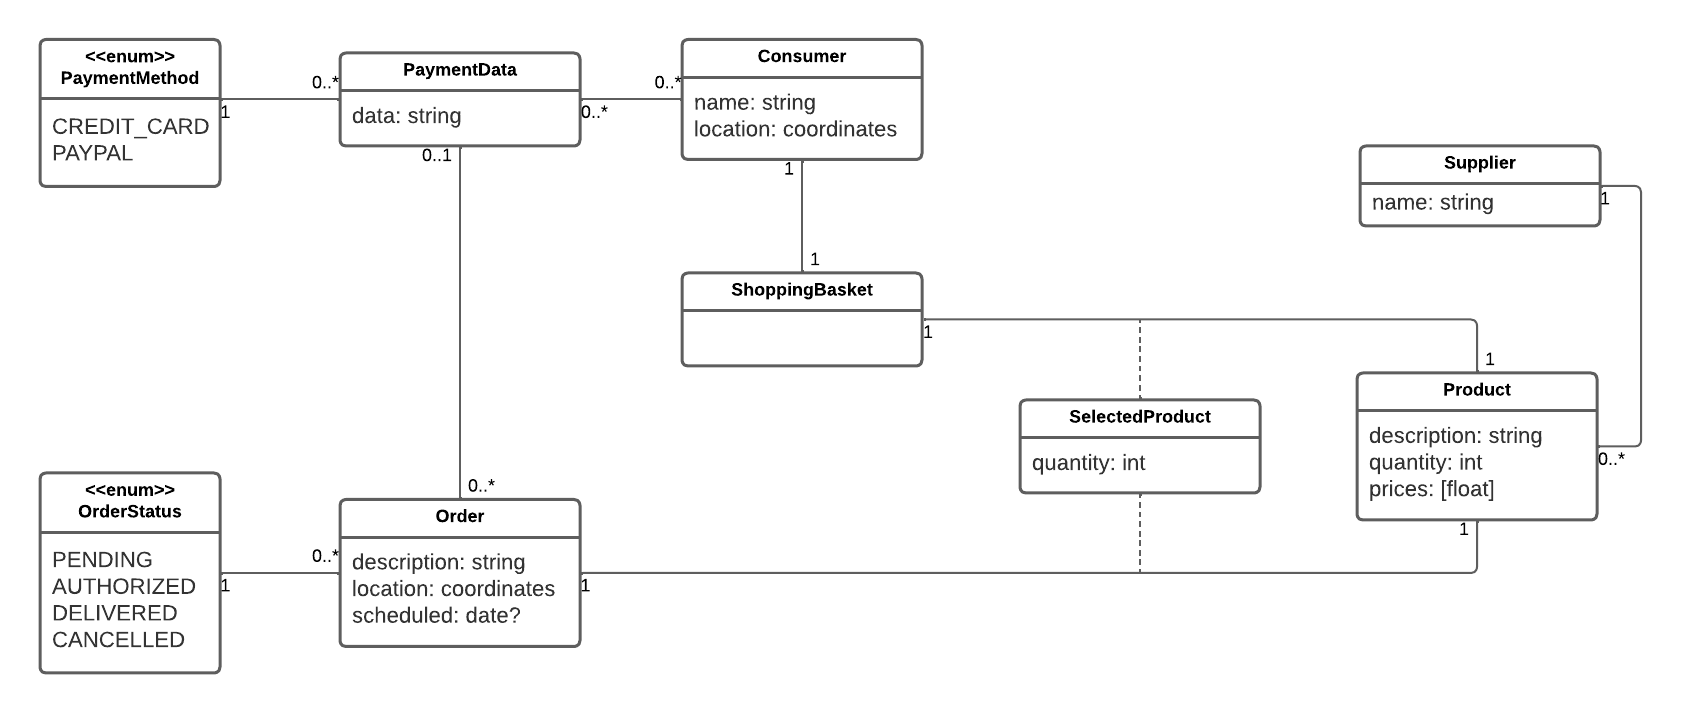 <<enum>>
PaymentMethod
CREDIT_CARD
PAYPAL
1
0..*
PaymentData
data: string
0..*
0..*
0..1
Consumer
name: string
location: coordinates
1
1
ShoppingBasket
1
Supplier
name: string
1
1
Product
description: string
quantity: int
prices: [float]
0..*
1
SelectedProduct
quantity: int
<<enum>>
OrderStatus
PENDING
AUTHORIZED
DELIVERED
CANCELLED
1
0..*
0..*
Order
description: string
location: coordinates
scheduled: date?
1